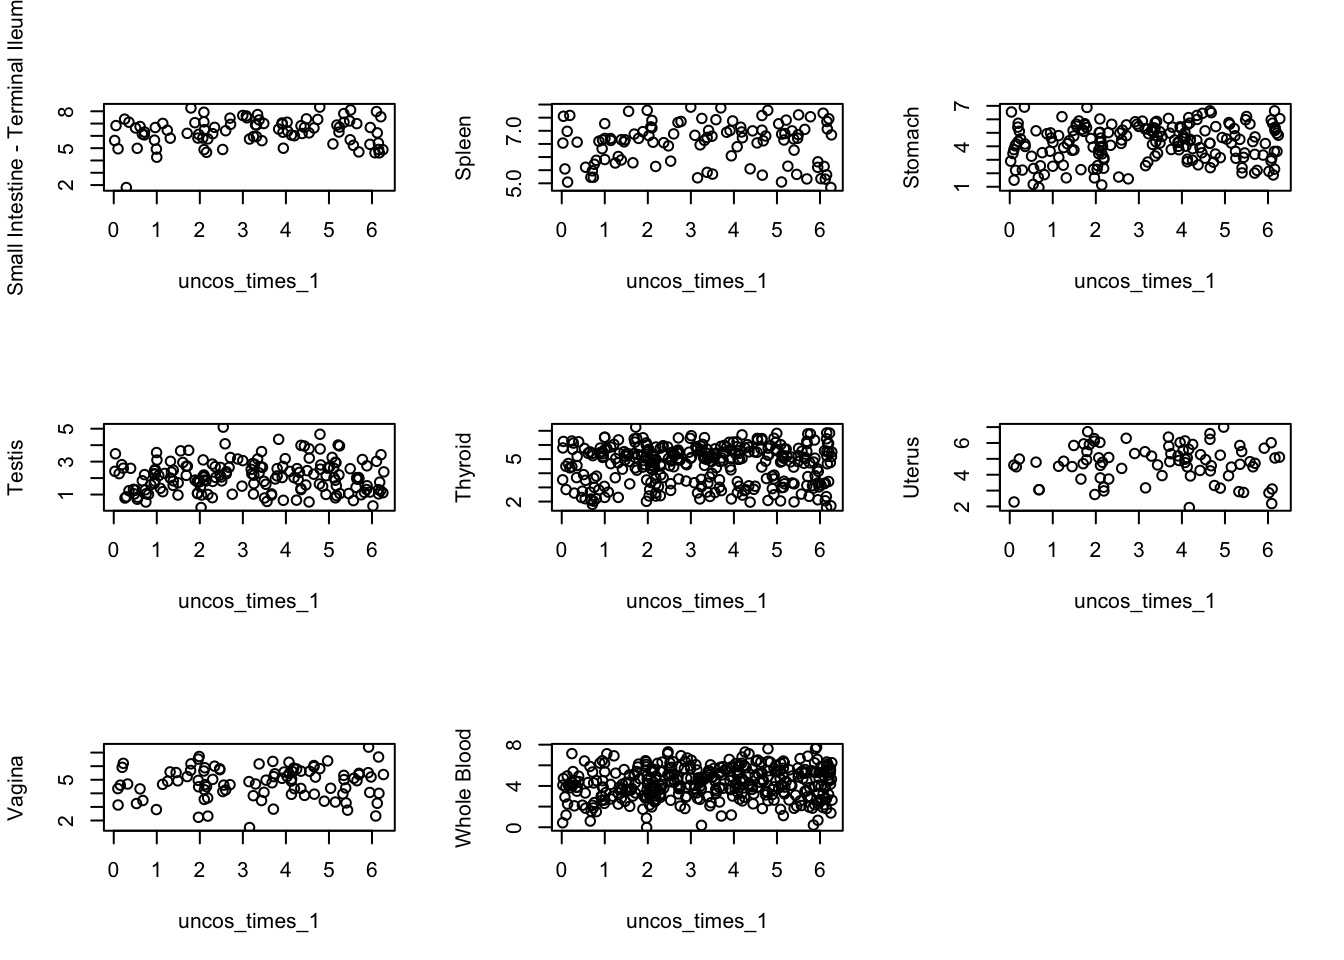 Small Intestine - Terminal Ileum
8
5
2
0 1 2 3 4 5 6
uncos_times_1
Spleen
7.0
5.0
0 1 2 3 4 5 6
uncos_times_1
Stomach
7
4
1
0 1 2 3 4 5 6
uncos_times_1
Testis
5
3
1
0 1 2 3 4 5 6
uncos_times_1
Thyroid
5
2
0 1 2 3 4 5 6
uncos_times_1
Uterus
6
4
2
0 1 2 3 4 5 6
uncos_times_1
Vagina
5
2
0 1 2 3 4 5 6
uncos_times_1
Whole Blood
8
4
0
0 1 2 3 4 5 6
uncos_times_1